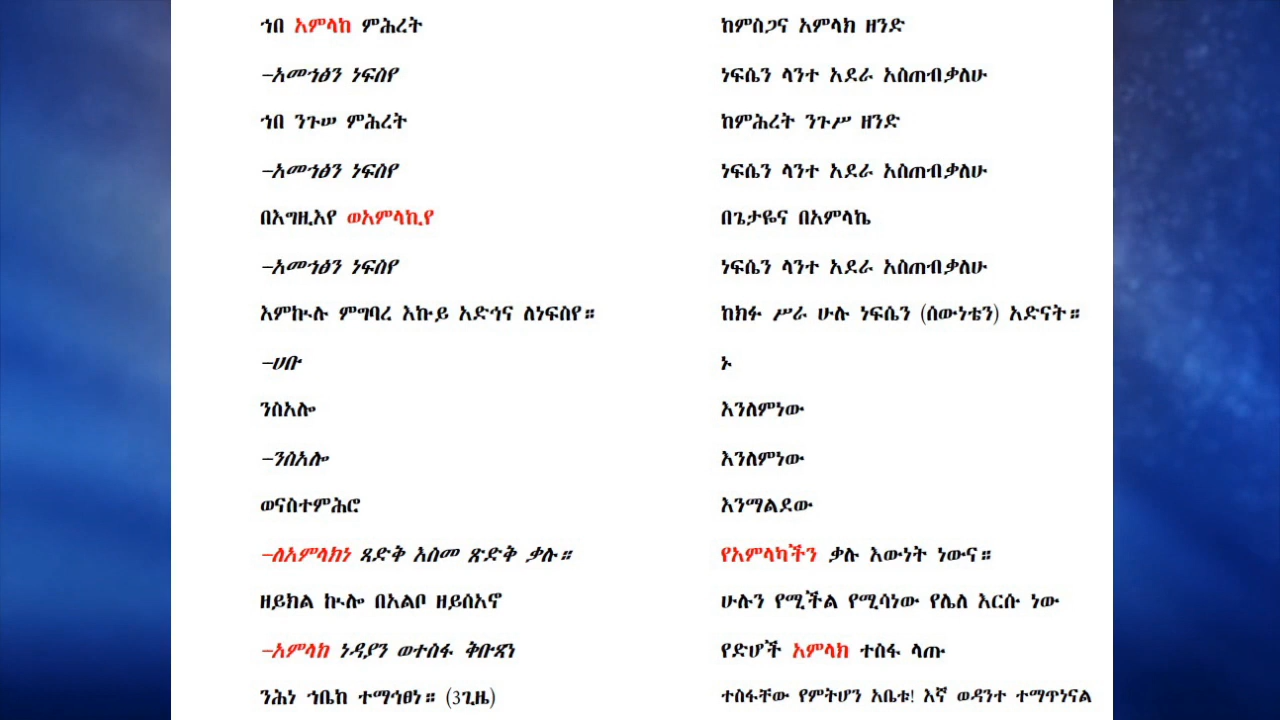 ኀበ አምላከ ምሕረት
ከምስጋና አምላክ ዘንድ
–አመኀፅን ነፍስየ
ነፍሴን ላንተ አደራ አስጠብቃለሁ
ኀበ ንጉሠ ምሕረት
ከምሕረት ንጉሥ ዘንድ
–አመኀፅን ነፍስየ
ነፍሴን ላንተ አደራ አስጠብቃለሁ
በእግዚእየ ወአምላኪየ
በጌታዬና በአምላኬ
–አመኀፅን ነፍስየ
ነፍሴን ላንተ አደራ አስጠብቃለሁ
እምኲሉ ምግባረ እኩይ አድኅና ለነፍስየ።
ከክፉ ሥራ ሁሉ ነፍሴን (ሰውነቴን) አድናት።
–ሀቡ
ኑ
ንስአሎ
እንለምነው
–ንስአሎ
እንለምነው
ወናስተምሕሮ
እንማልደው
–ለአምላክነ ጻድቅ እስመ ጽድቅ ቃሉ።
የአምላካችን ቃሉ እውነት ነውና።
ዘይክል ኲሎ በአልቦ ዘይሰአኖ
ሁሉን የሚችል የሚሳነው የሌለ እርሱ ነው
–አምላከ ነዳያን ወተስፋ ቅቡጻን
የድሆች አምላክ ተስፋ ላጡ
ንሕነ ኀቤከ ተማኅፀነ። (3ጊዜ)
ተስፋቸው የምትሆን አቤቱ! እኛ ወዳንተ ተማጥነናል